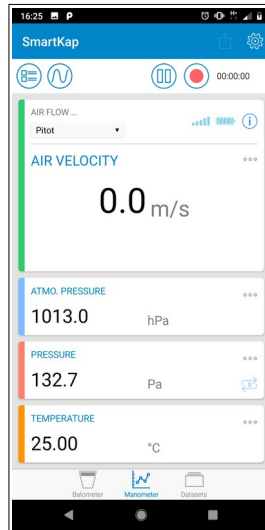 16:25
SmartKap
00:00:00
AIR FLOW ...
Pitot
AIR VELOCITY
0.0 m/s
ATMO. PRESSURE
1013.0 hPa
PRESSURE
132.7 Pa
TEMPERATURE
25.00 °C
Balometer Manometer Datasets